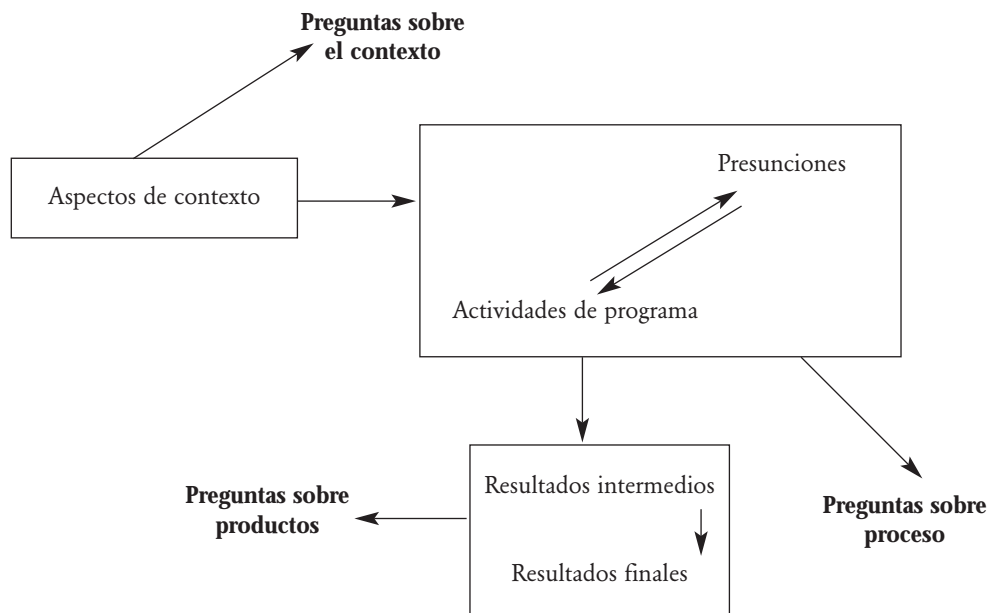 Preguntas sobre
el contexto
Presunciones
Aspectos de contexto
Actividades de programa
Resultados intermedios
Preguntas sobre
productos
Preguntas sobre
proceso
Resultados finales